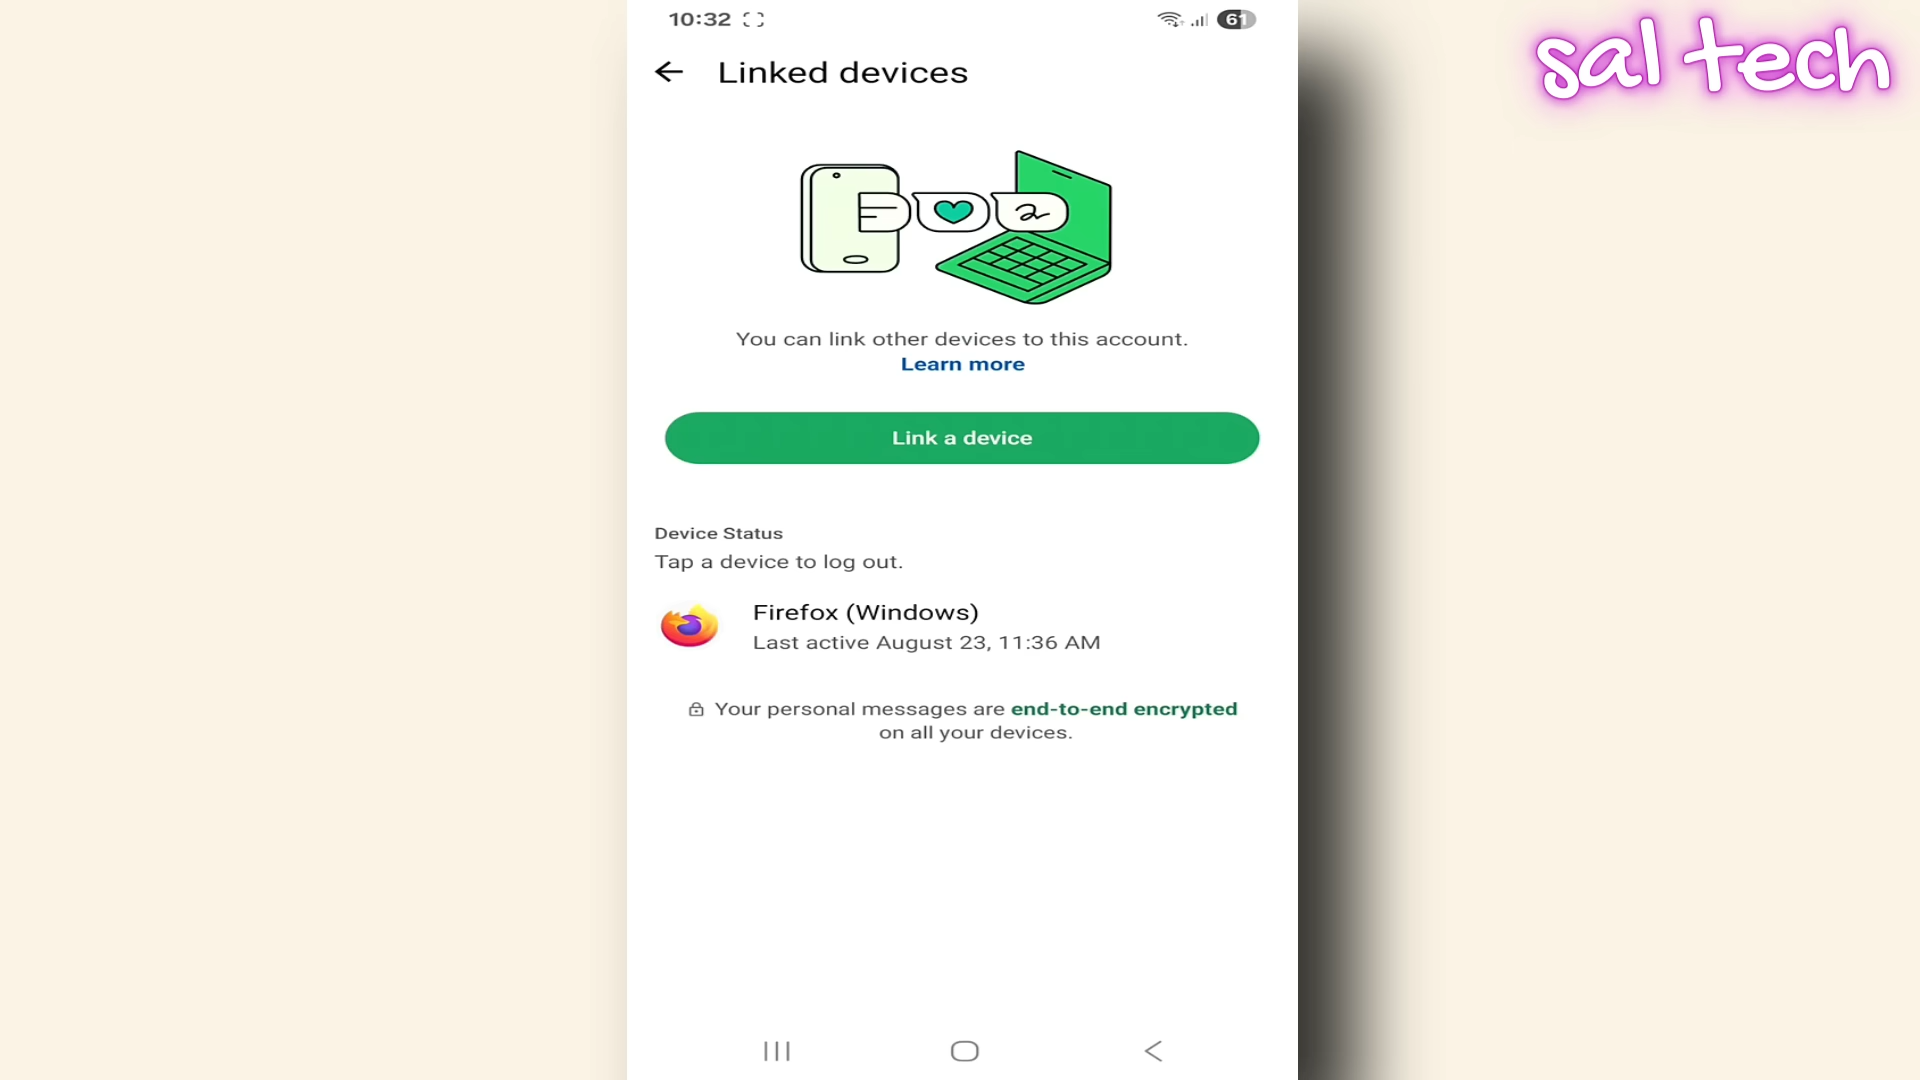 10:32
61
sal tech
Linked devices
You can link other devices to this account.
Learn more
Link a device
Device Status
Tap a device to log out.
Firefox (Windows)
Last active August 23, 11:36 AM
Your personal messages are end-to-end encrypted
on all your devices.